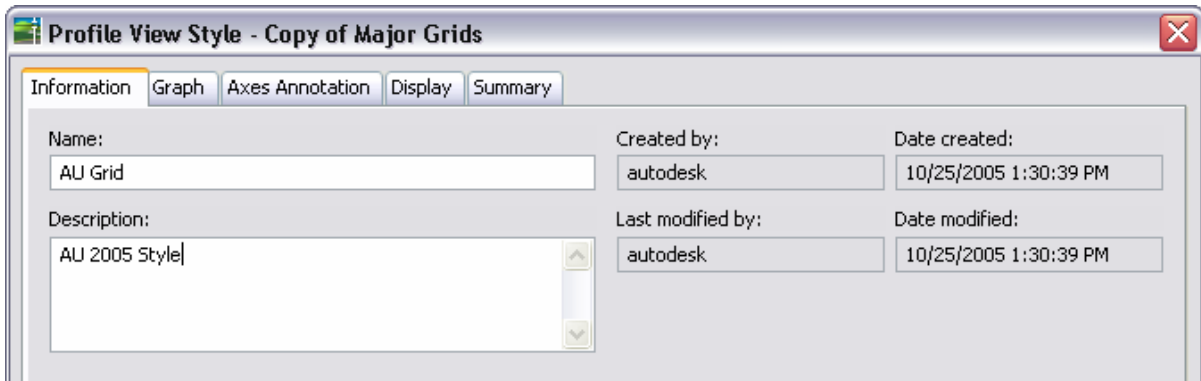 Profile View Style - Copy of Major Grids
Information Graph Axes Annotation Display Summary
Name: Created by: Date created:
AU Grid autodesk 10/25/2005 1:30:39 PM
Description: Last modified by: Date modified:
AU 2005 Style autodesk 10/25/2005 1:30:39 PM